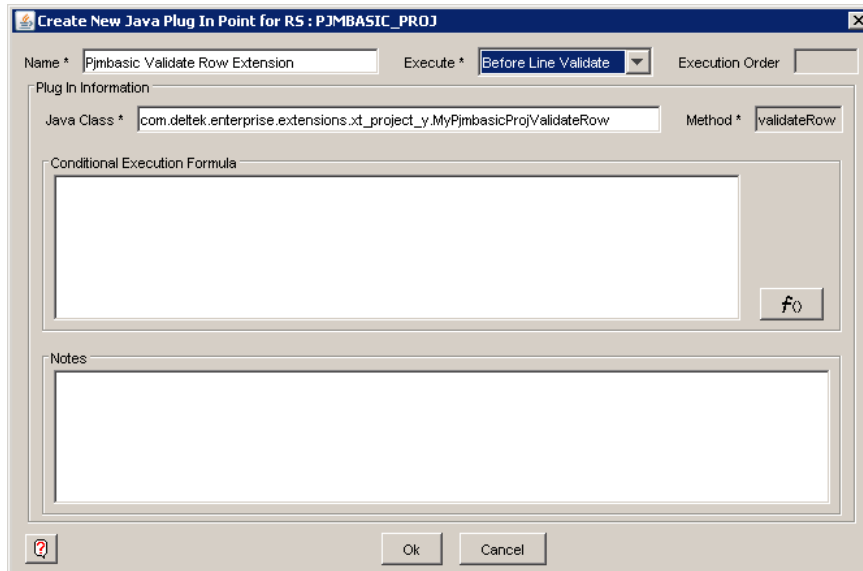 Create New Java Plug In Point for RS : PJMBASIC_PROJ
Name * Pjmbasic Validate Row Extension Execute * Before Line Validate Execution Order
Plug In Information
Java Class * com.deltek.enterprise.extensions.xt_project_y.MyPjmbasicProjValidateRow Method * validateRow
Conditional Execution Formula
f()
Notes
?
Ok Cancel